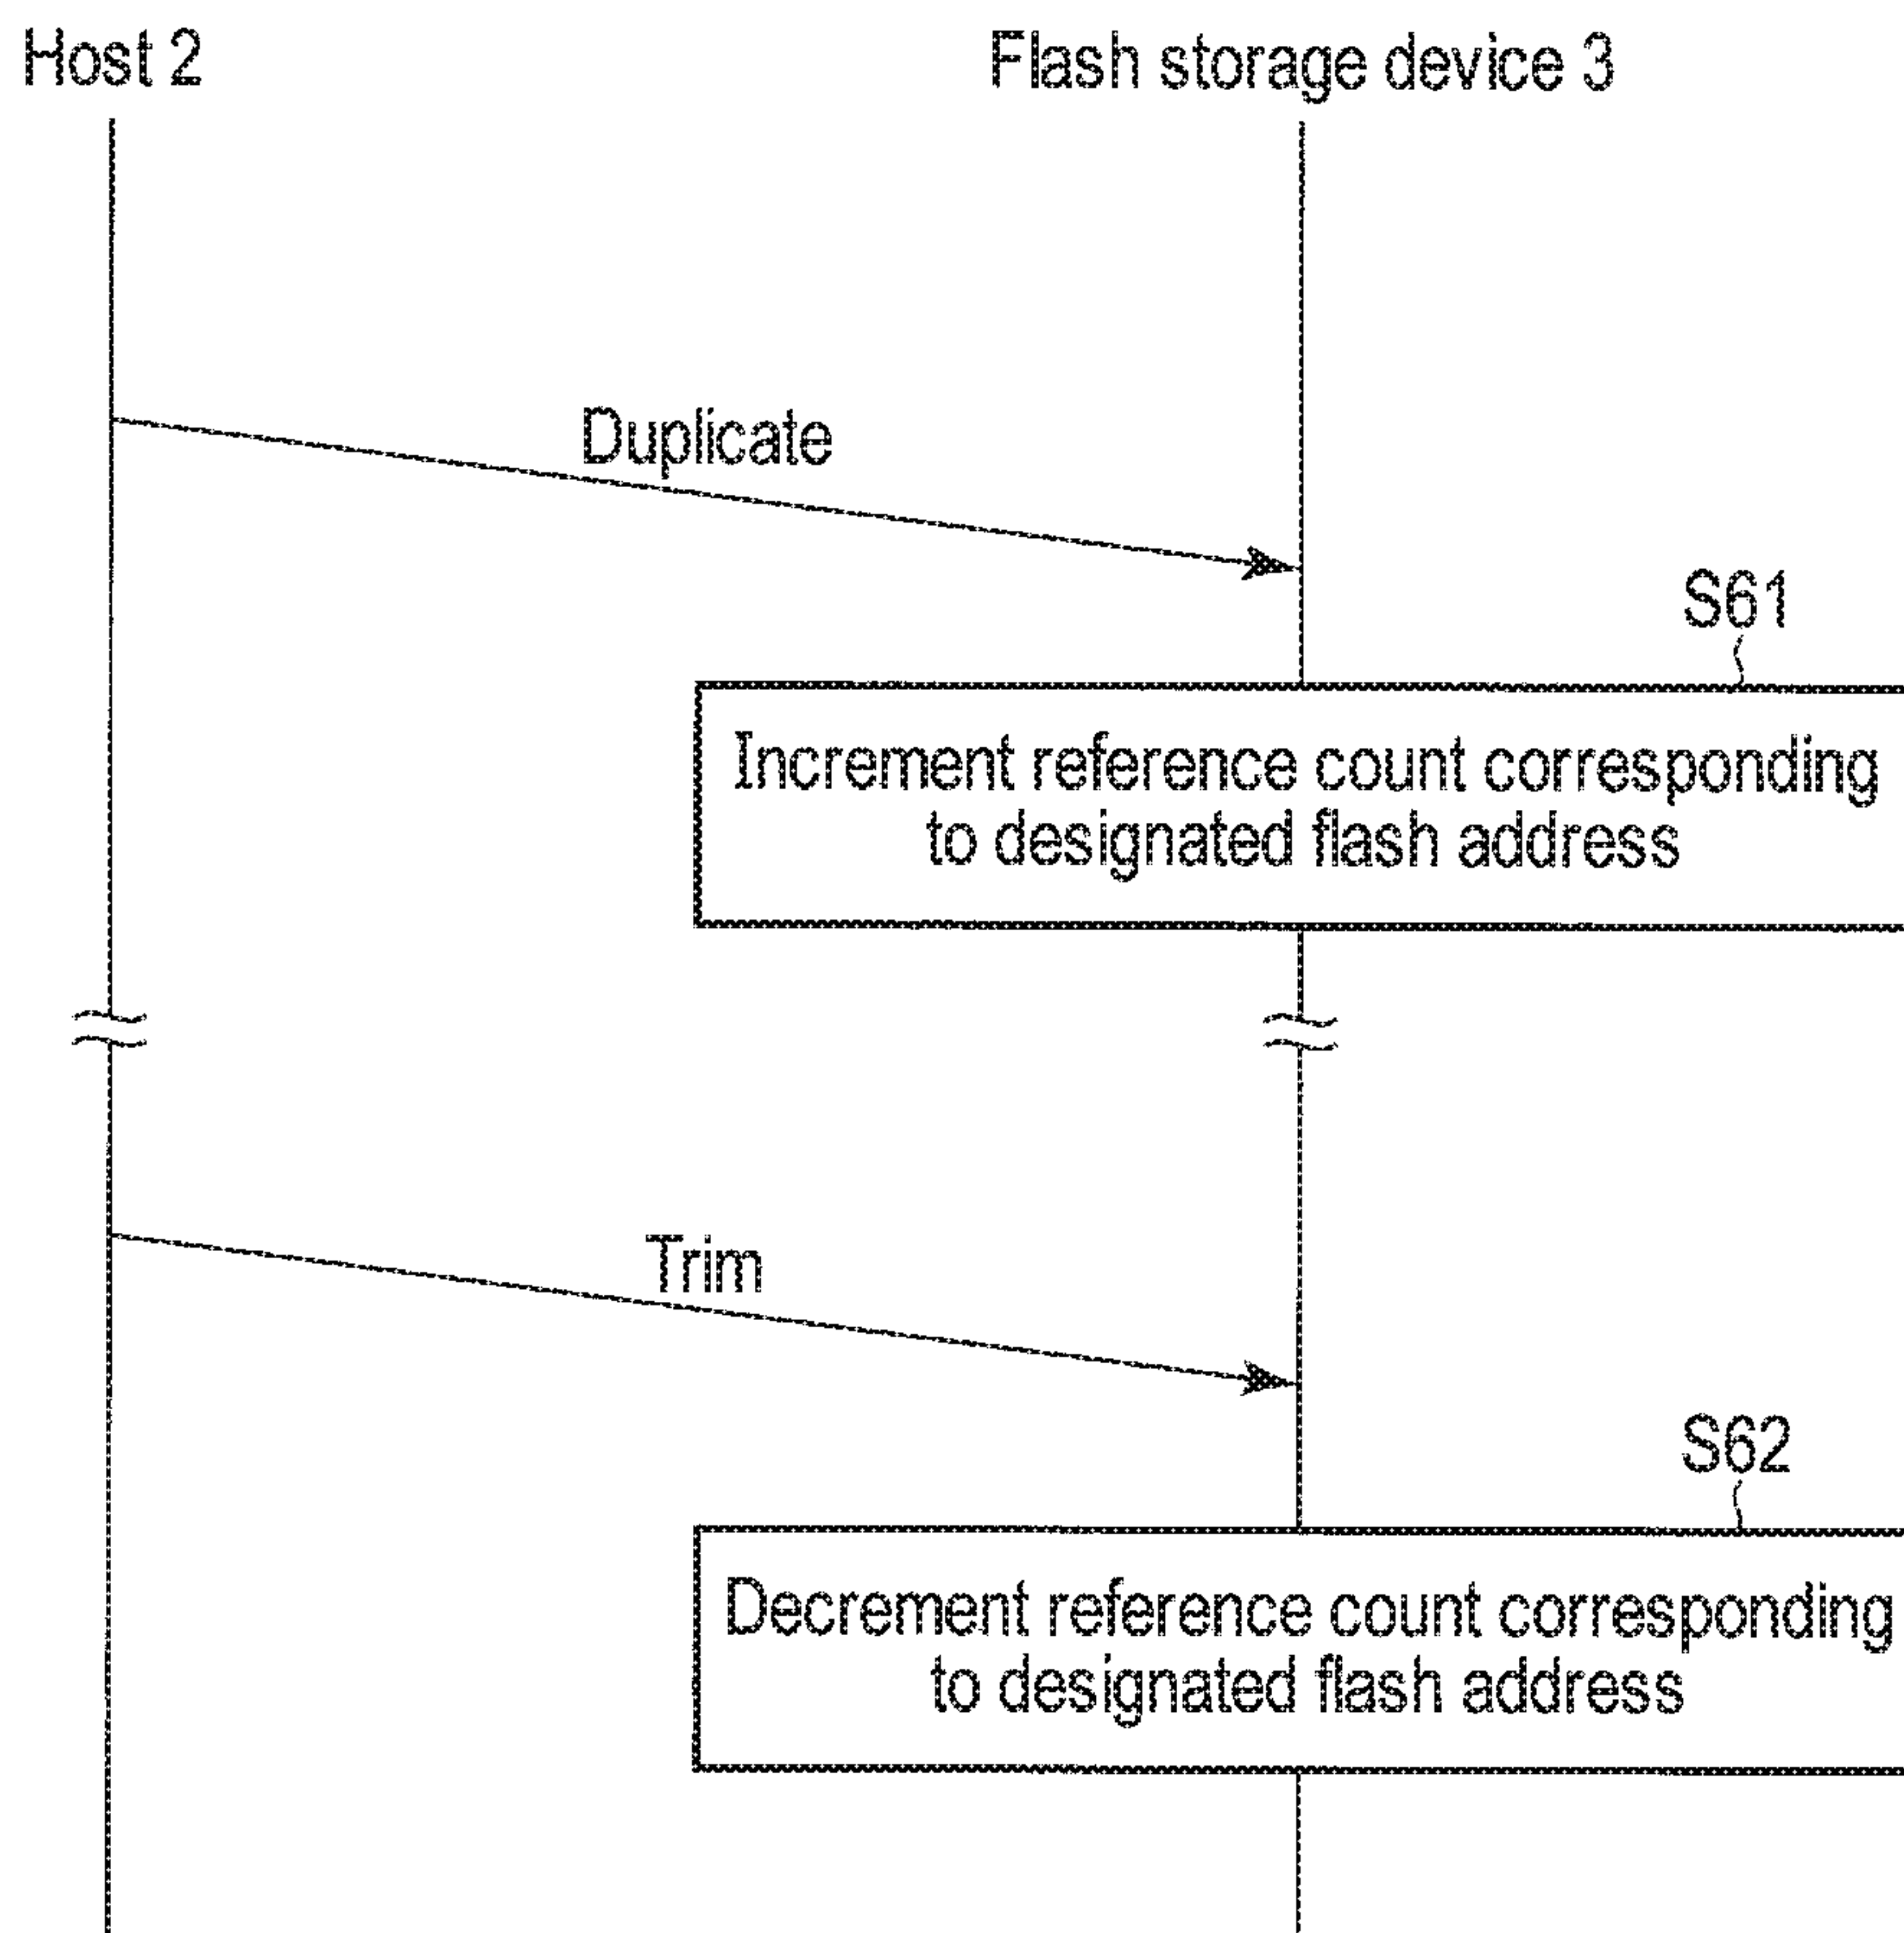 Host 2
Flash storage device 3
Duplicate
S61
Increment reference count corresponding
to designated flash address
Trim
S62
Decrement reference count corresponding
to designated flash address